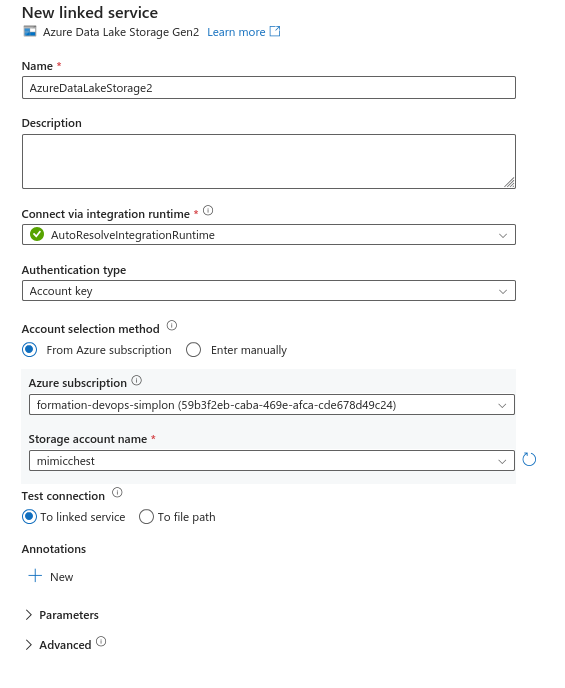 New linked service
Azure Data Lake Storage Gen2 Learn more
Name *
AzureDataLakeStorage2
Description
Connect via integration runtime *
AutoResolveIntegrationRuntime
Authentication type
Account key
Account selection method
From Azure subscription Enter manually
Azure subscription
formation-devops-simplon (59b3f2eb-caba-469e-afca-cde678d49c24)
Storage account name *
mimicchest
Test connection
To linked service To file path
Annotations
New
Parameters
Advanced